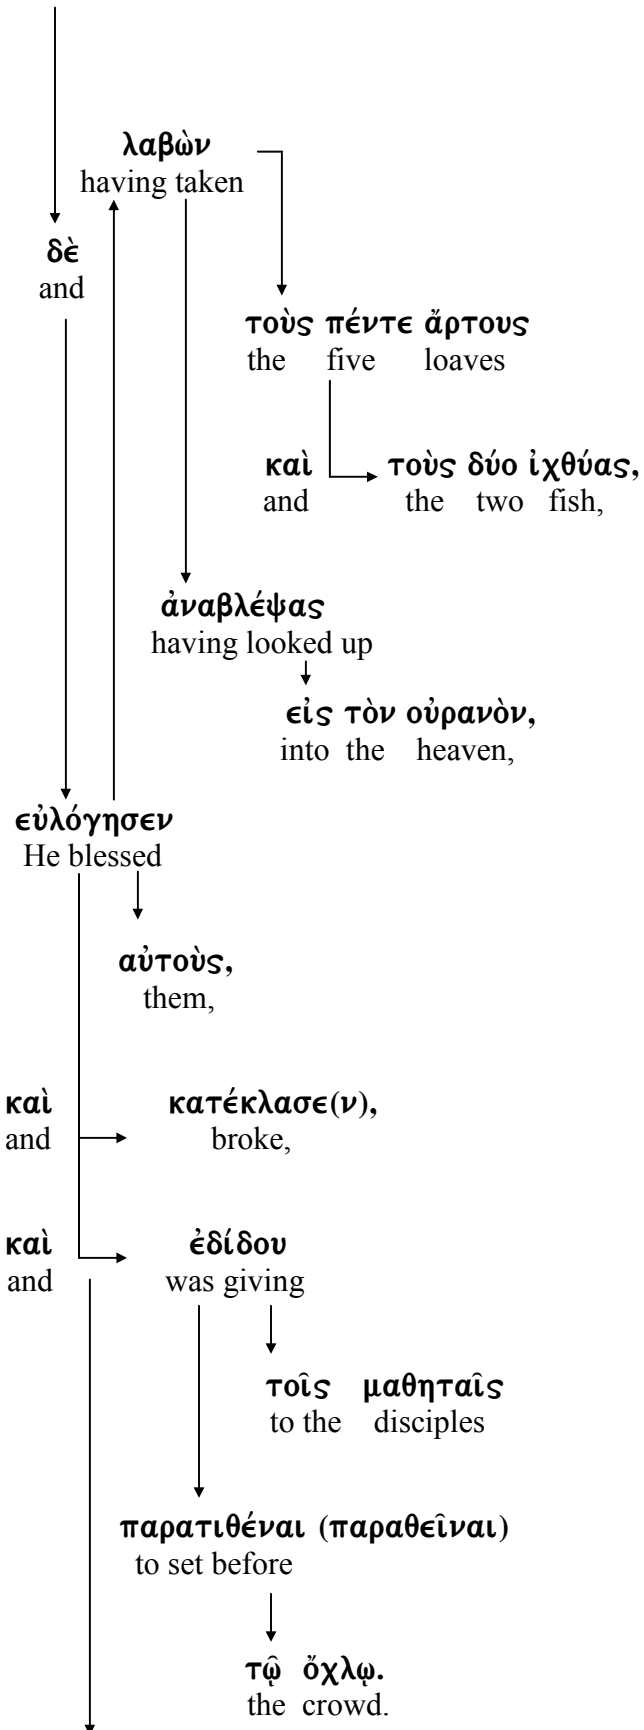 λαβὼν
having taken
δὲ
and
τοὺς πέντε ἄρτους
the five loaves
καὶ τοὺς δύο ἰχθύας,
and the two fish,
ἀναβλέψας
having looked up
εἰς τὸν οὐρανὸν,
into the heaven,
εὐλόγησεν
He blessed
αὐτοὺς,
them,
καὶ κατέκλασε(ν),
and broke,
καὶ ἐδίδου
and was giving
τοῖς μαθηταῖς
to the disciples
παρατιθέναι (παραθεῖναι)
to set before
τῷ ὄχλῳ.
the crowd.